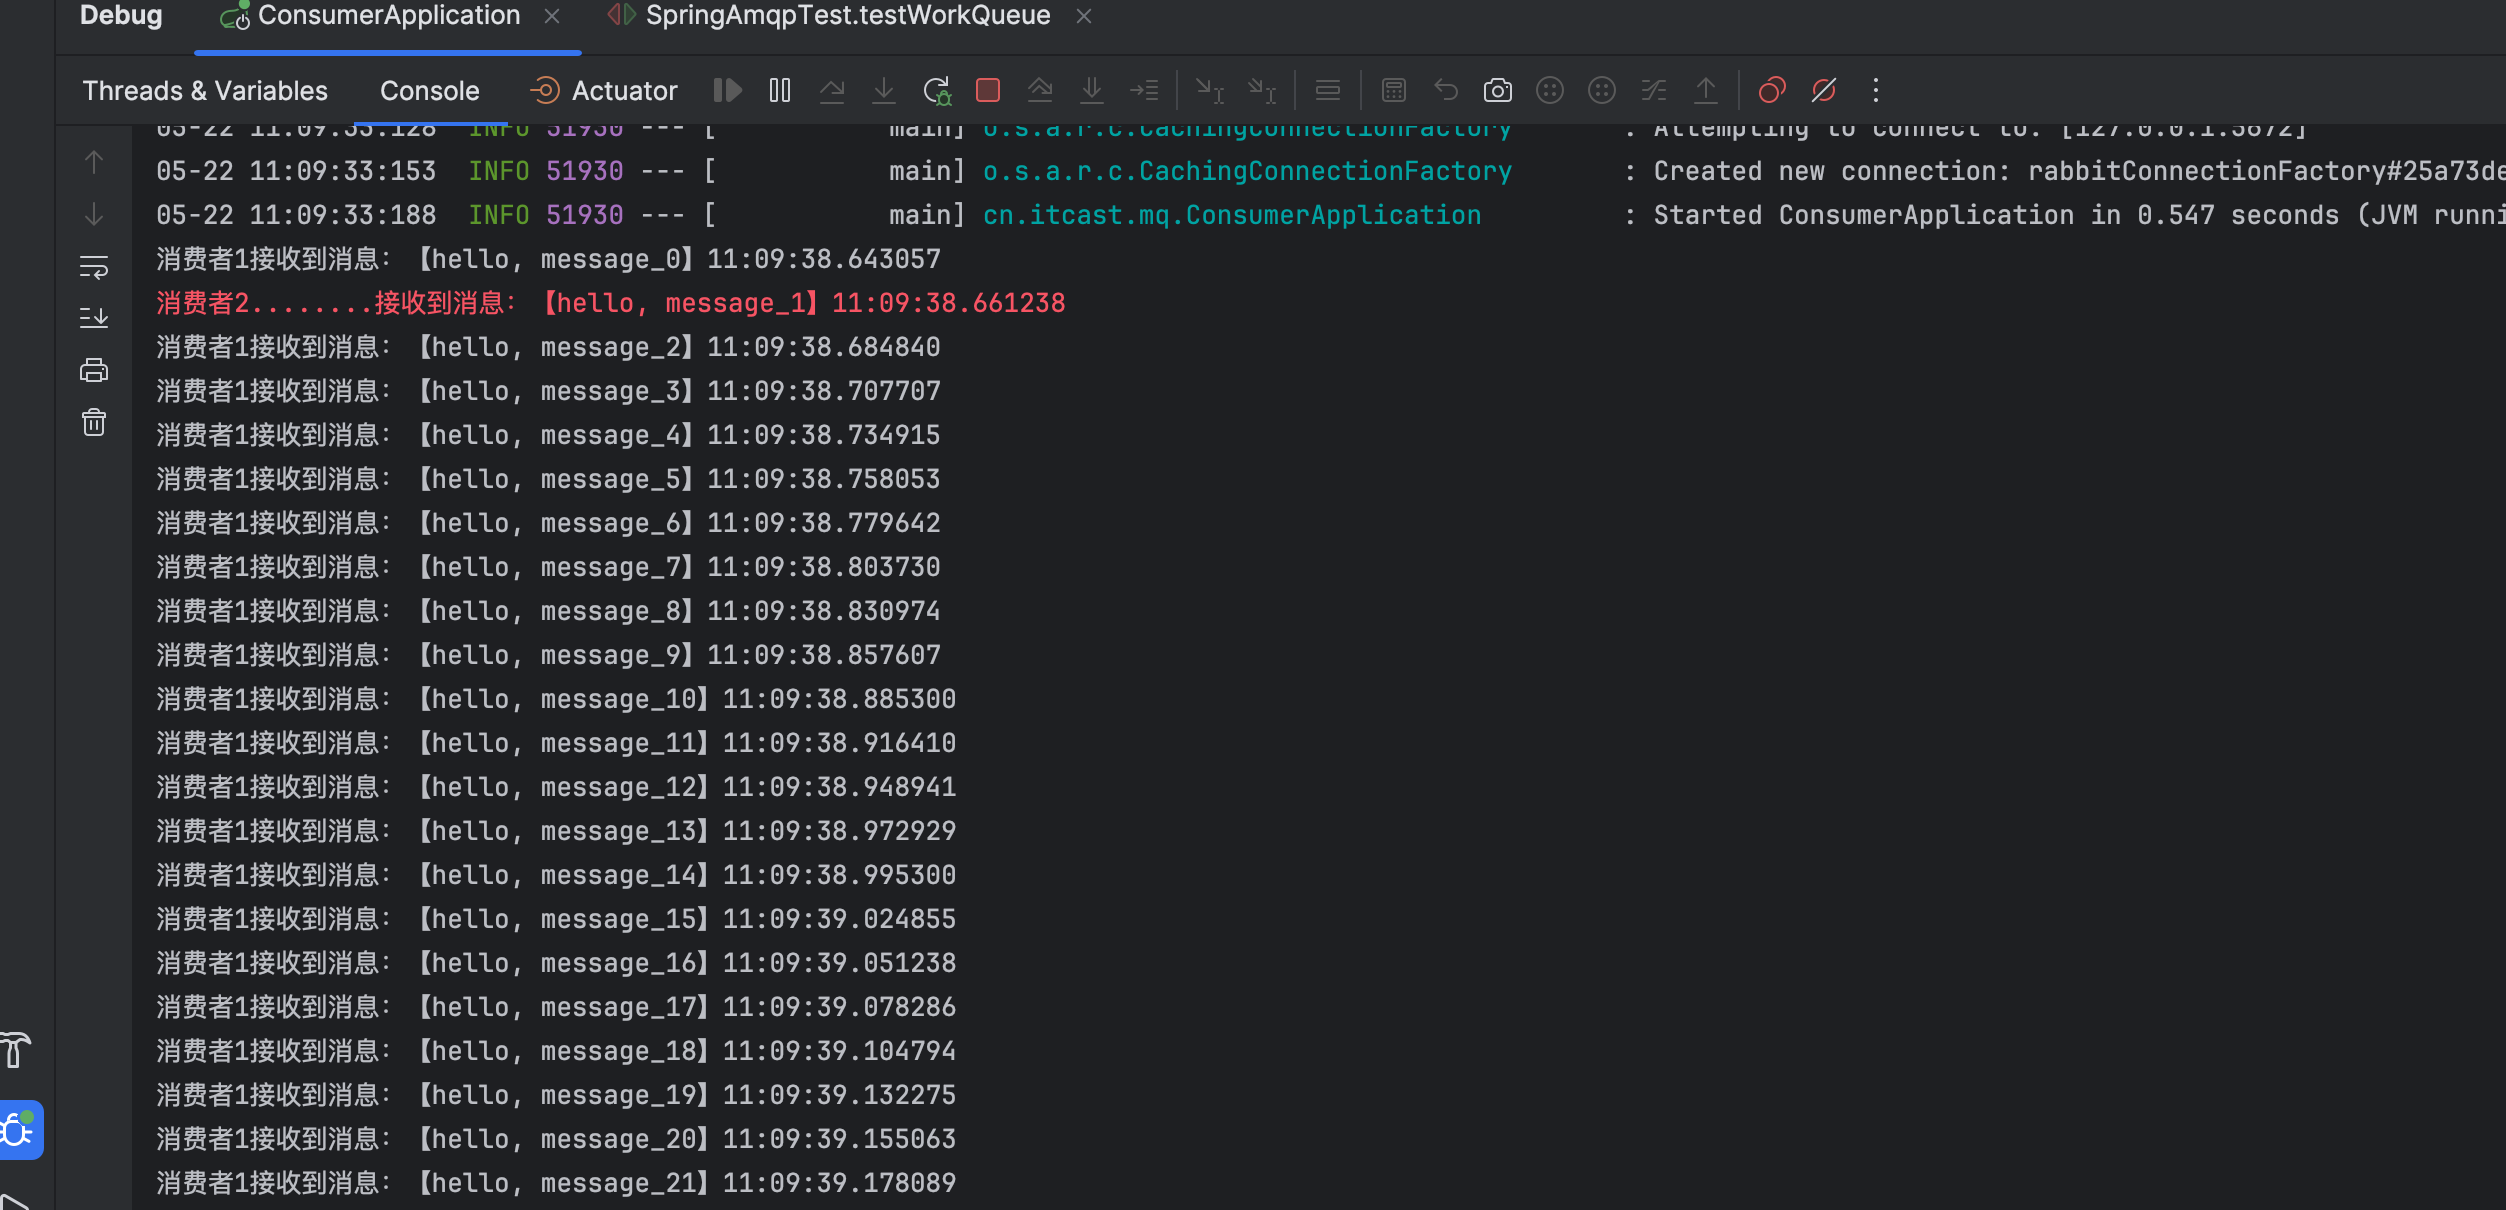 Debug ConsumerApplication SpringAmqpTest.testWorkQueue
Threads & Variables Console Actuator
05-22 11:09:33:128 INFO 51930 --- [ main] o.s.a.r.c.CachingConnectionFactory : Attempting to connect to: [127.0.0.1:5672]
05-22 11:09:33:153 INFO 51930 --- [ main] o.s.a.r.c.CachingConnectionFactory : Created new connection: rabbitConnectionFactory#25a73de
05-22 11:09:33:188 INFO 51930 --- [ main] cn.itcast.mq.ConsumerApplication : Started ConsumerApplication in 0.547 seconds (JVM runni
消费者1接收到消息：【hello, message_0】11:09:38.643057
消费者2........接收到消息：【hello, message_1】11:09:38.661238
消费者1接收到消息：【hello, message_2】11:09:38.684840
消费者1接收到消息：【hello, message_3】11:09:38.707707
消费者1接收到消息：【hello, message_4】11:09:38.734915
消费者1接收到消息：【hello, message_5】11:09:38.758053
消费者1接收到消息：【hello, message_6】11:09:38.779642
消费者1接收到消息：【hello, message_7】11:09:38.803730
消费者1接收到消息：【hello, message_8】11:09:38.830974
消费者1接收到消息：【hello, message_9】11:09:38.857607
消费者1接收到消息：【hello, message_10】11:09:38.885300
消费者1接收到消息：【hello, message_11】11:09:38.916410
消费者1接收到消息：【hello, message_12】11:09:38.948941
消费者1接收到消息：【hello, message_13】11:09:38.972929
消费者1接收到消息：【hello, message_14】11:09:38.995300
消费者1接收到消息：【hello, message_15】11:09:39.024855
消费者1接收到消息：【hello, message_16】11:09:39.051238
消费者1接收到消息：【hello, message_17】11:09:39.078286
消费者1接收到消息：【hello, message_18】11:09:39.104794
消费者1接收到消息：【hello, message_19】11:09:39.132275
消费者1接收到消息：【hello, message_20】11:09:39.155063
消费者1接收到消息：【hello, message_21】11:09:39.178089